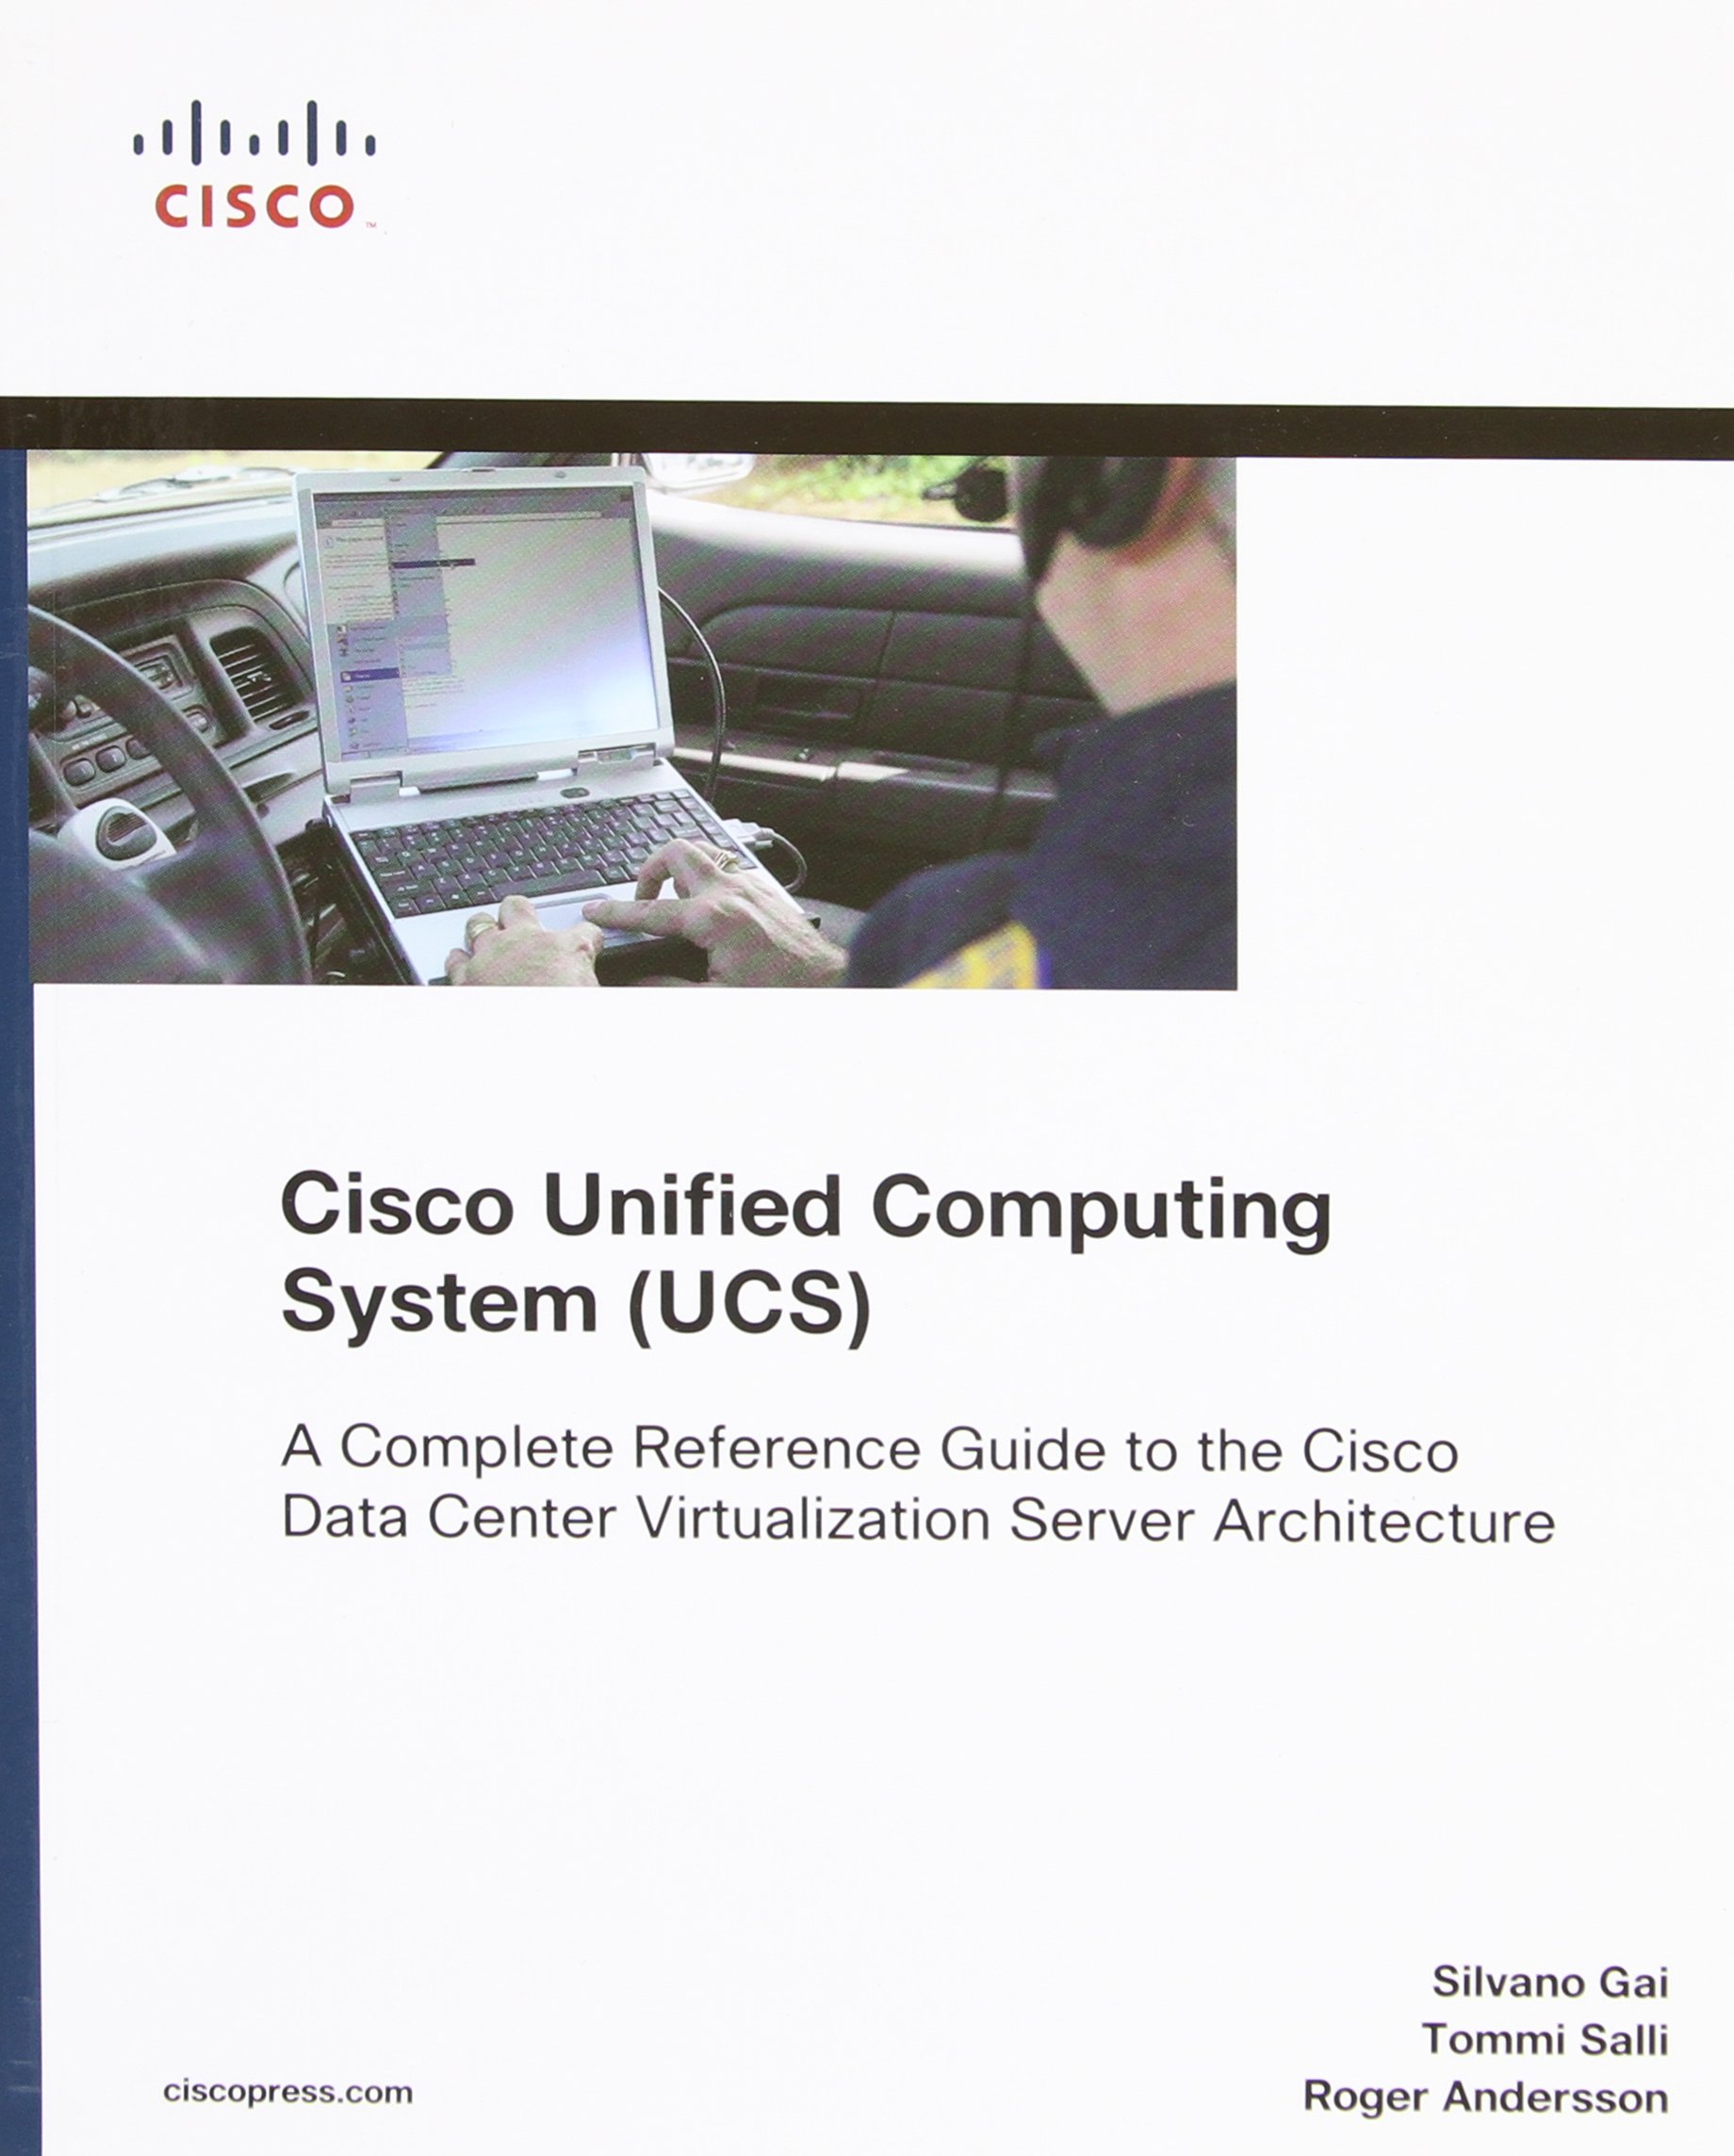 CISCO™
Cisco Unified Computing
System (UCS)
A Complete Reference Guide to the Cisco
Data Center Virtualization Server Architecture
Silvano Gai
Tommi Salli
Roger Andersson
ciscopress.com